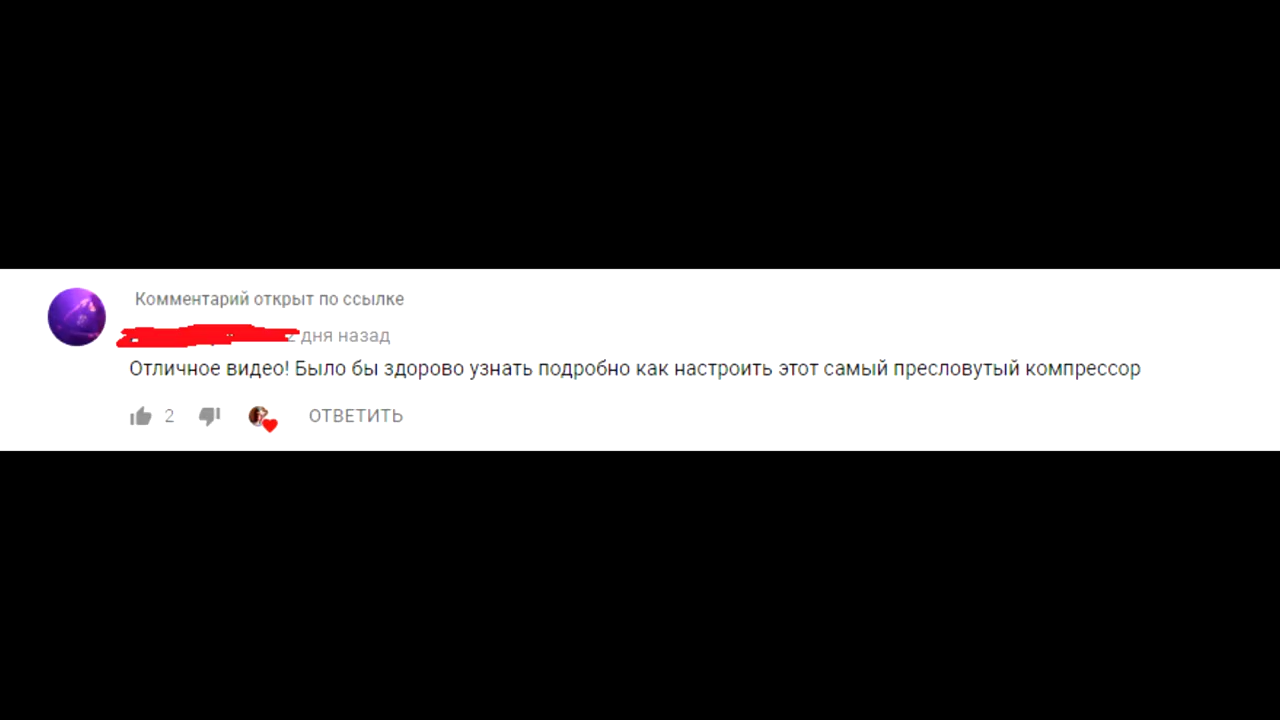 Комментарий открыт по ссылке
2 дня назад
Отличное видео! Было бы здорово узнать подробно как настроить этот самый пресловутый компрессор
2 ОТВЕТИТЬ